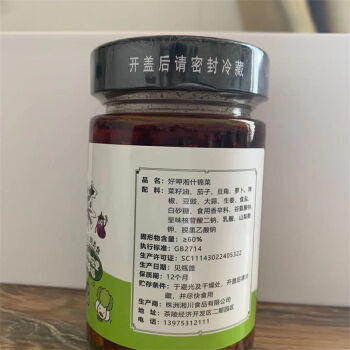 开盖后请密封冷藏
品 名：好呷湘什锦菜
配 料：菜籽油、茄子、豆角、萝卜、辣
椒、豆豉、大蒜、生姜、食盐、
白砂糖、食用香辛料、谷氨酸钠、
呈味核苷酸二钠、乳酸、山梨酸
钾、脱氢乙酸钠
固形物含量：≥60%
执行标准：GB2714
生产许可证：SC11143022405322
生产日期：见瓶盖
保 质 期：12个月
贮存条件：于避光及干燥处，开盖后请冷
藏，并尽快食用
生 产 商：株洲湘川食品有限公司
地 址：茶陵经济开发区二期园区
电 话：13975312111